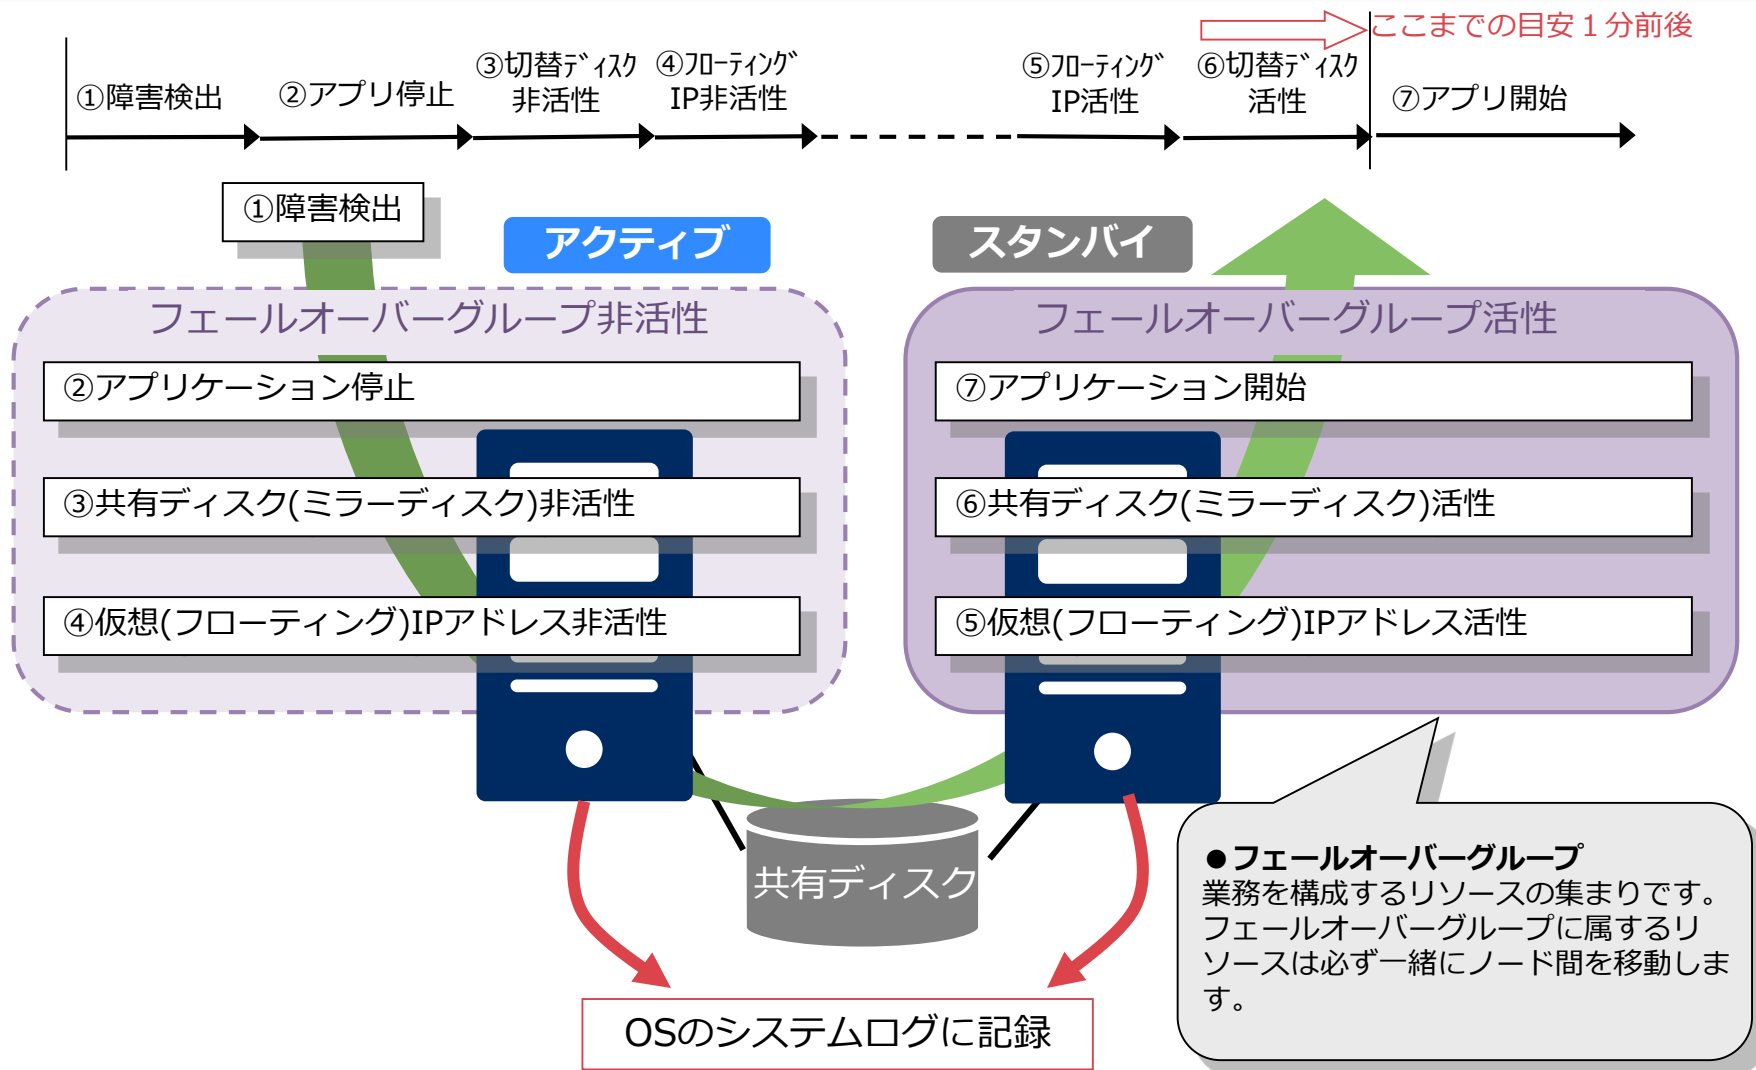 ここまでの目安１分前後
①障害検出
②アプリ停止
③切替ﾃﾞｨｽｸ
非活性
④ﾌﾛｰﾃｨﾝｸﾞ
IP非活性
⑤ﾌﾛｰﾃｨﾝｸﾞ
IP活性
⑥切替ﾃﾞｨｽｸ
活性
⑦アプリ開始
①障害検出
アクティブ
スタンバイ
フェールオーバーグループ非活性
②アプリケーション停止
③共有ディスク(ミラーディスク)非活性
④仮想(フローティング)IPアドレス非活性
フェールオーバーグループ活性
⑦アプリケーション開始
⑥共有ディスク(ミラーディスク)活性
⑤仮想(フローティング)IPアドレス活性
共有ディスク
●フェールオーバーグループ
業務を構成するリソースの集まりです。
フェールオーバーグループに属するリ
ソースは必ず一緒にノード間を移動しま
す。
OSのシステムログに記録